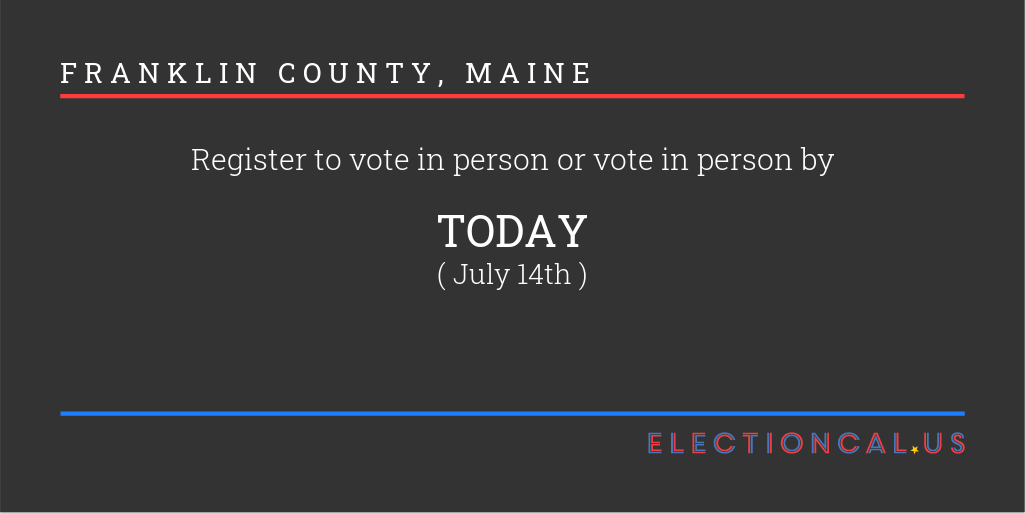 FRANKLIN COUNTY, MAINE
Register to vote in person or vote in person by
TODAY
( July 14th )
ELECTIONCAL.US